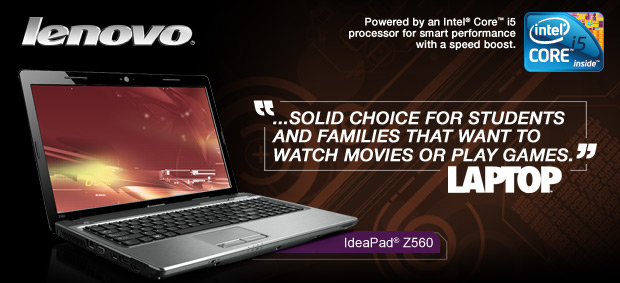 lenovo.
Powered by an Intel® Core™ i5
processor for smart performance
with a speed boost.
intel®
CORE™ i5
inside™
“...SOLID CHOICE FOR STUDENTS
AND FAMILIES THAT WANT TO
WATCH MOVIES OR PLAY GAMES.”
LAPTOP
IdeaPad® Z560